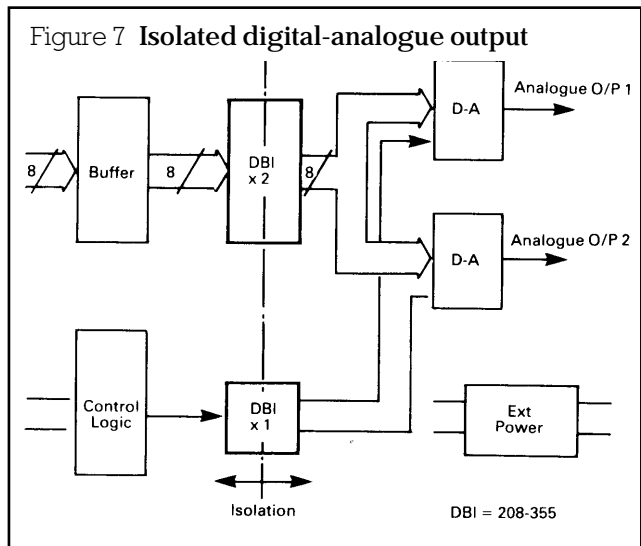 Figure 7 Isolated digital-analogue output
Analogue O/P 1
D-A
8
Buffer
8
DBI
x 2
8
Analogue O/P 2
D-A
Control
Logic
DBI
x 1
Ext
Power
Isolation
DBI = 208-355